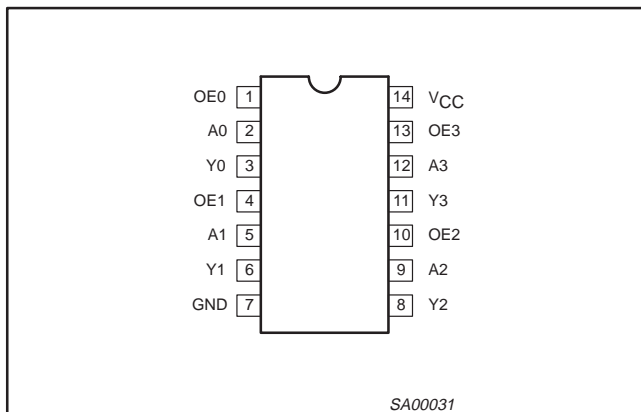 OE0 1 14 VCC
A0 2 13 OE3
Y0 3 12 A3
OE1 4 11 Y3
A1 5 10 OE2
Y1 6 9 A2
GND 7 8 Y2
SA00031